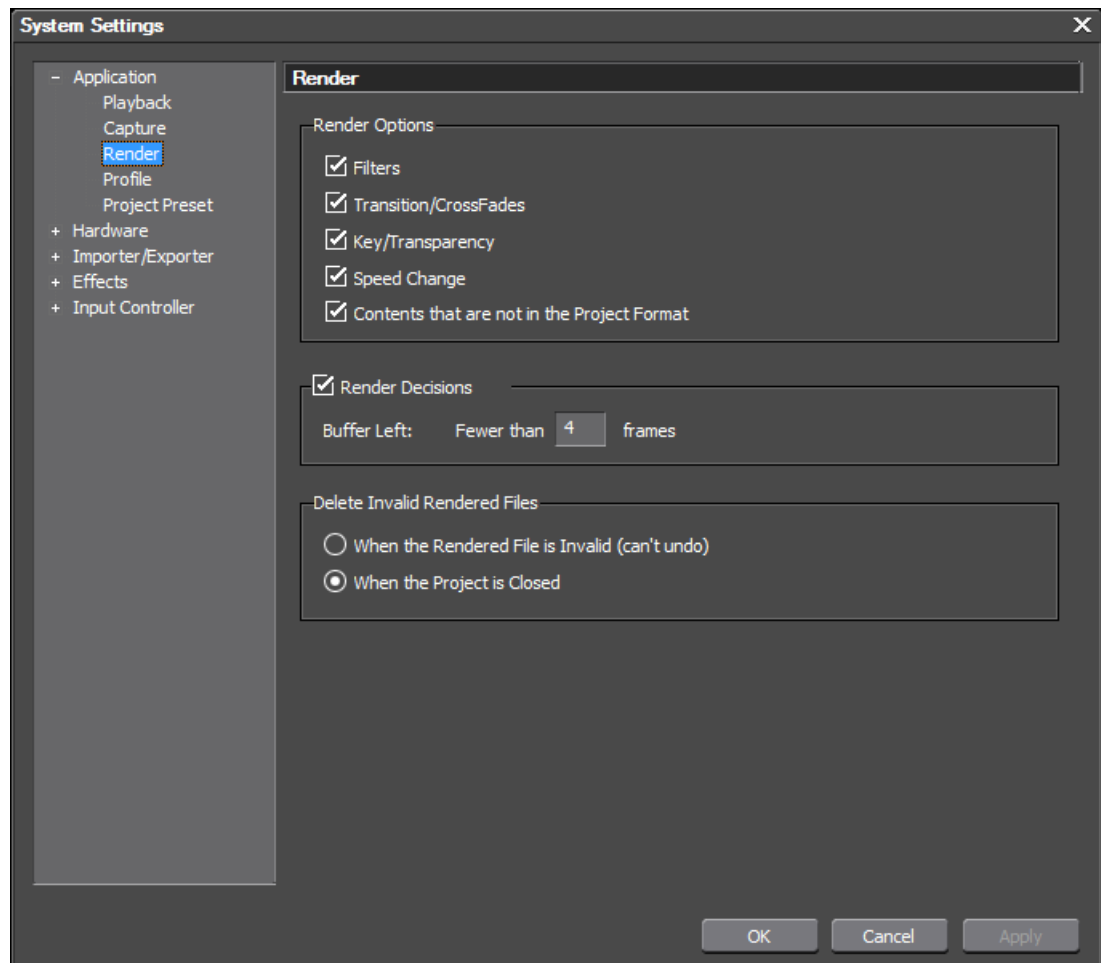 System Settings
Application
Playback
Capture
Render
Profile
Project Preset
Hardware
Importer/Exporter
Effects
Input Controller
Render
Render Options
Filters
Transition/CrossFades
Key/Transparency
Speed Change
Contents that are not in the Project Format
Render Decisions
Buffer Left: Fewer than 4 frames
Delete Invalid Rendered Files
When the Rendered File is Invalid (can't undo)
When the Project is Closed
OK Cancel Apply